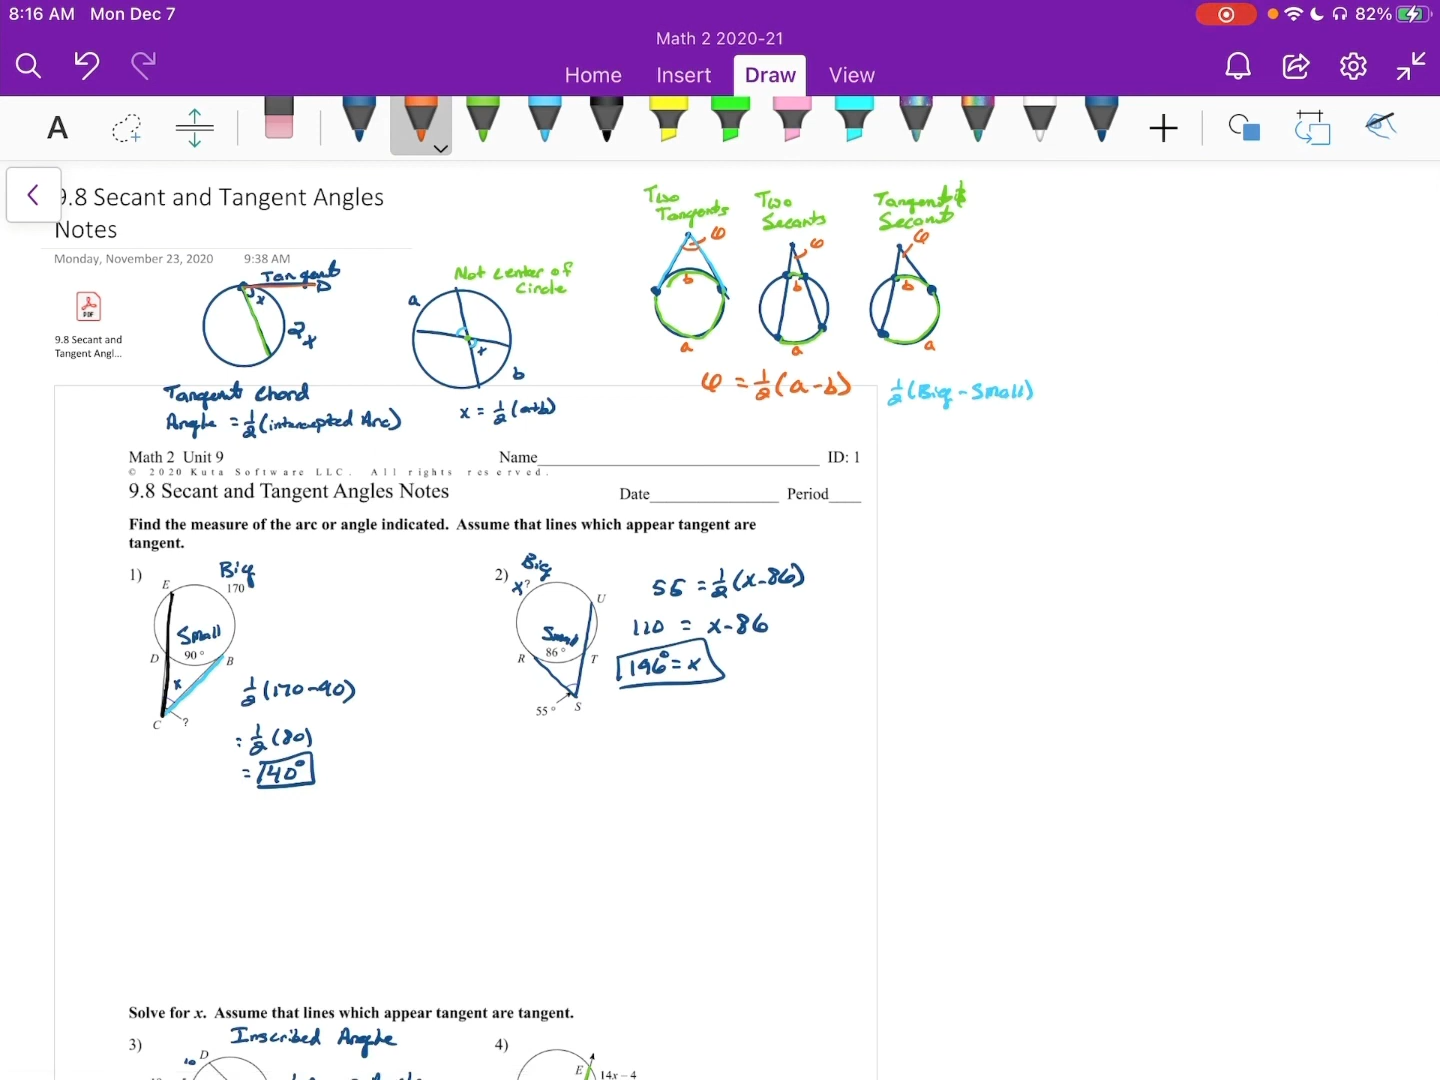 8:16 AM Mon Dec 7
82%
Math 2 2020-21
Home Insert Draw View
A
9.8 Secant and Tangent Angles
Notes
Monday, November 23, 2020 9:38 AM
PDF
9.8 Secant and
Tangent Angl...
Tangent
D
x
2x
Tangent Chord
Angle = 1/2 (intercepted Arc)
Not center of
Circle
a
x
b
x = 1/2 (a+b)
Two
Tangents
φ
b
a
Two
Secants
φ
b
a
Tangent &
Secant
φ
b
a
φ = 1/2 (a-b)
1/2 (Big - Small)
Math 2 Unit 9 Name ID: 1
© 2020 Kuta Software LLC. All rights reserved.
9.8 Secant and Tangent Angles Notes Date Period
Find the measure of the arc or angle indicated. Assume that lines which appear tangent are
tangent.
1)
E
Big
170
Small
D 90° B
x
C ?
1/2 (170-90)
= 1/2 (80)
= 40°
2)
Big
x?
U
Small
R 86° T
55° S
55 = 1/2 (x-86)
110 = x-86
196° = x
Solve for x. Assume that lines which appear tangent are tangent.
3) Inscribed Angle
D
4)
E 14x - 4